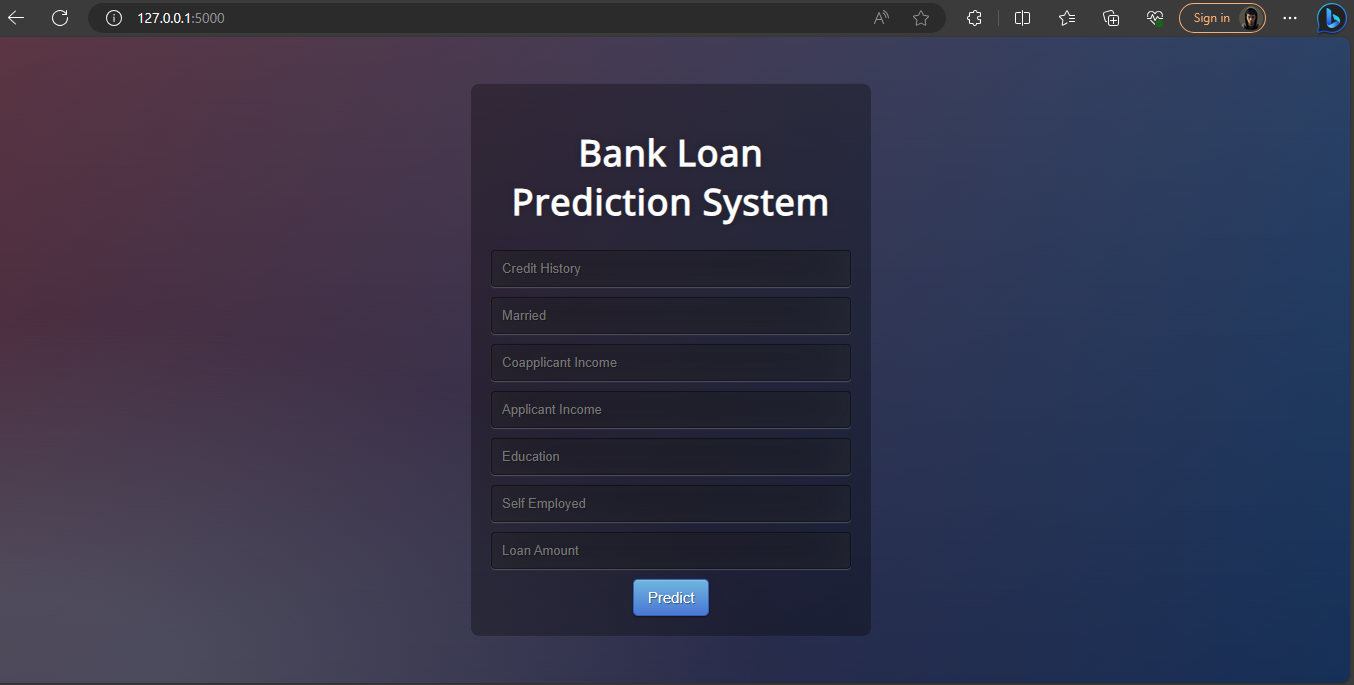 127.0.0.1:5000
Sign in
Bank Loan
Prediction System
Credit History
Married
Coapplicant Income
Applicant Income
Education
Self Employed
Loan Amount
Predict